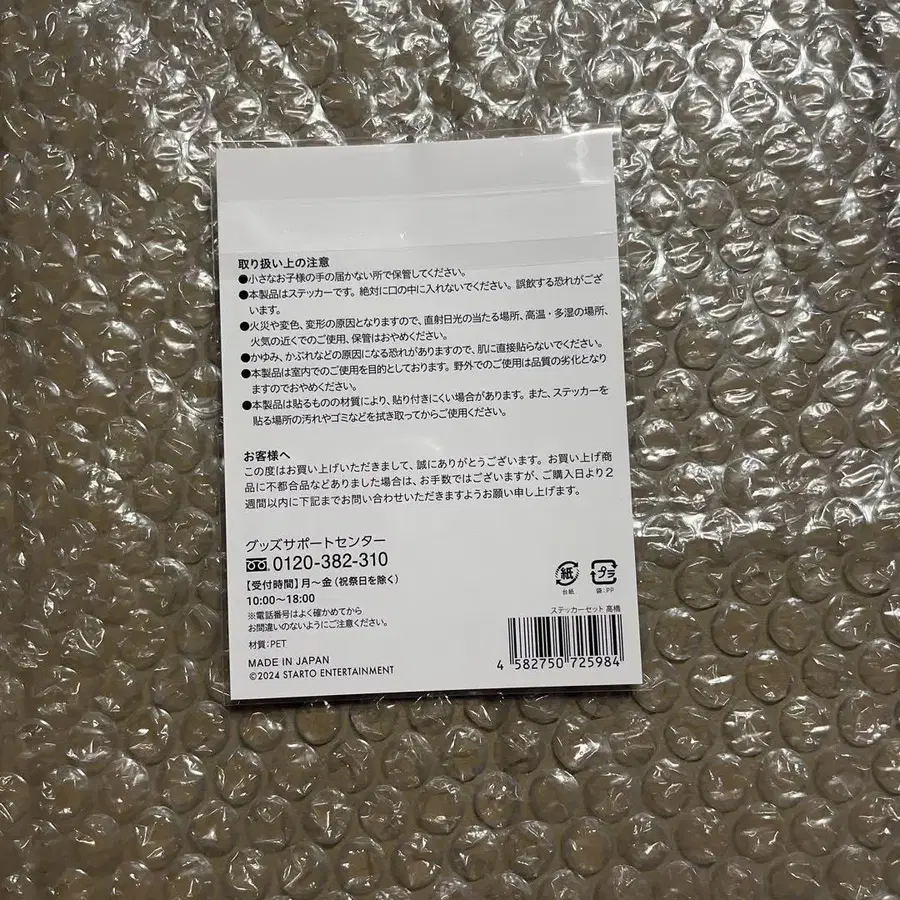 取り扱い上の注意
●小さなお子様の手の届かない所で保管してください。
●本製品はステッカーです。絶対に口の中に入れないでください。誤飲する恐れがござ
います。
●火災や変色、変形の原因となりますので、直射日光の当たる場所、高温・多湿の場所、
火気の近くでのご使用、保管はおやめください。
●かゆみ、かぶれなどの原因になる恐れがありますので、肌に直接貼らないでください。
●本製品は室内でのご使用を目的としております。野外でのご使用は品質の劣化となり
ますのでおやめください。
●本製品は貼るものの材質により、貼り付きにくい場合があります。また、ステッカーを
貼る場所の汚れやゴミなどを拭き取ってからご使用ください。
お客様へ
この度はお買い上げいただきまして、誠にありがとうございます。お買い上げ商
品に不都合品などありました場合は、お手数ではございますが、ご購入日より2
週間以内に下記までお問い合わせいただきますようお願い申し上げます。
グッズサポートセンター
0120-382-310
【受付時間】月～金(祝祭日を除く)
10:00～18:00
※電話番号はよく確かめてから
お間違いのないようにご注意ください。
材質：PET
MADE IN JAPAN
©2024 STARTO ENTERTAINMENT
紙
台紙
プラ
袋：PP
ステッカーセット 高橋
4 582750 725984